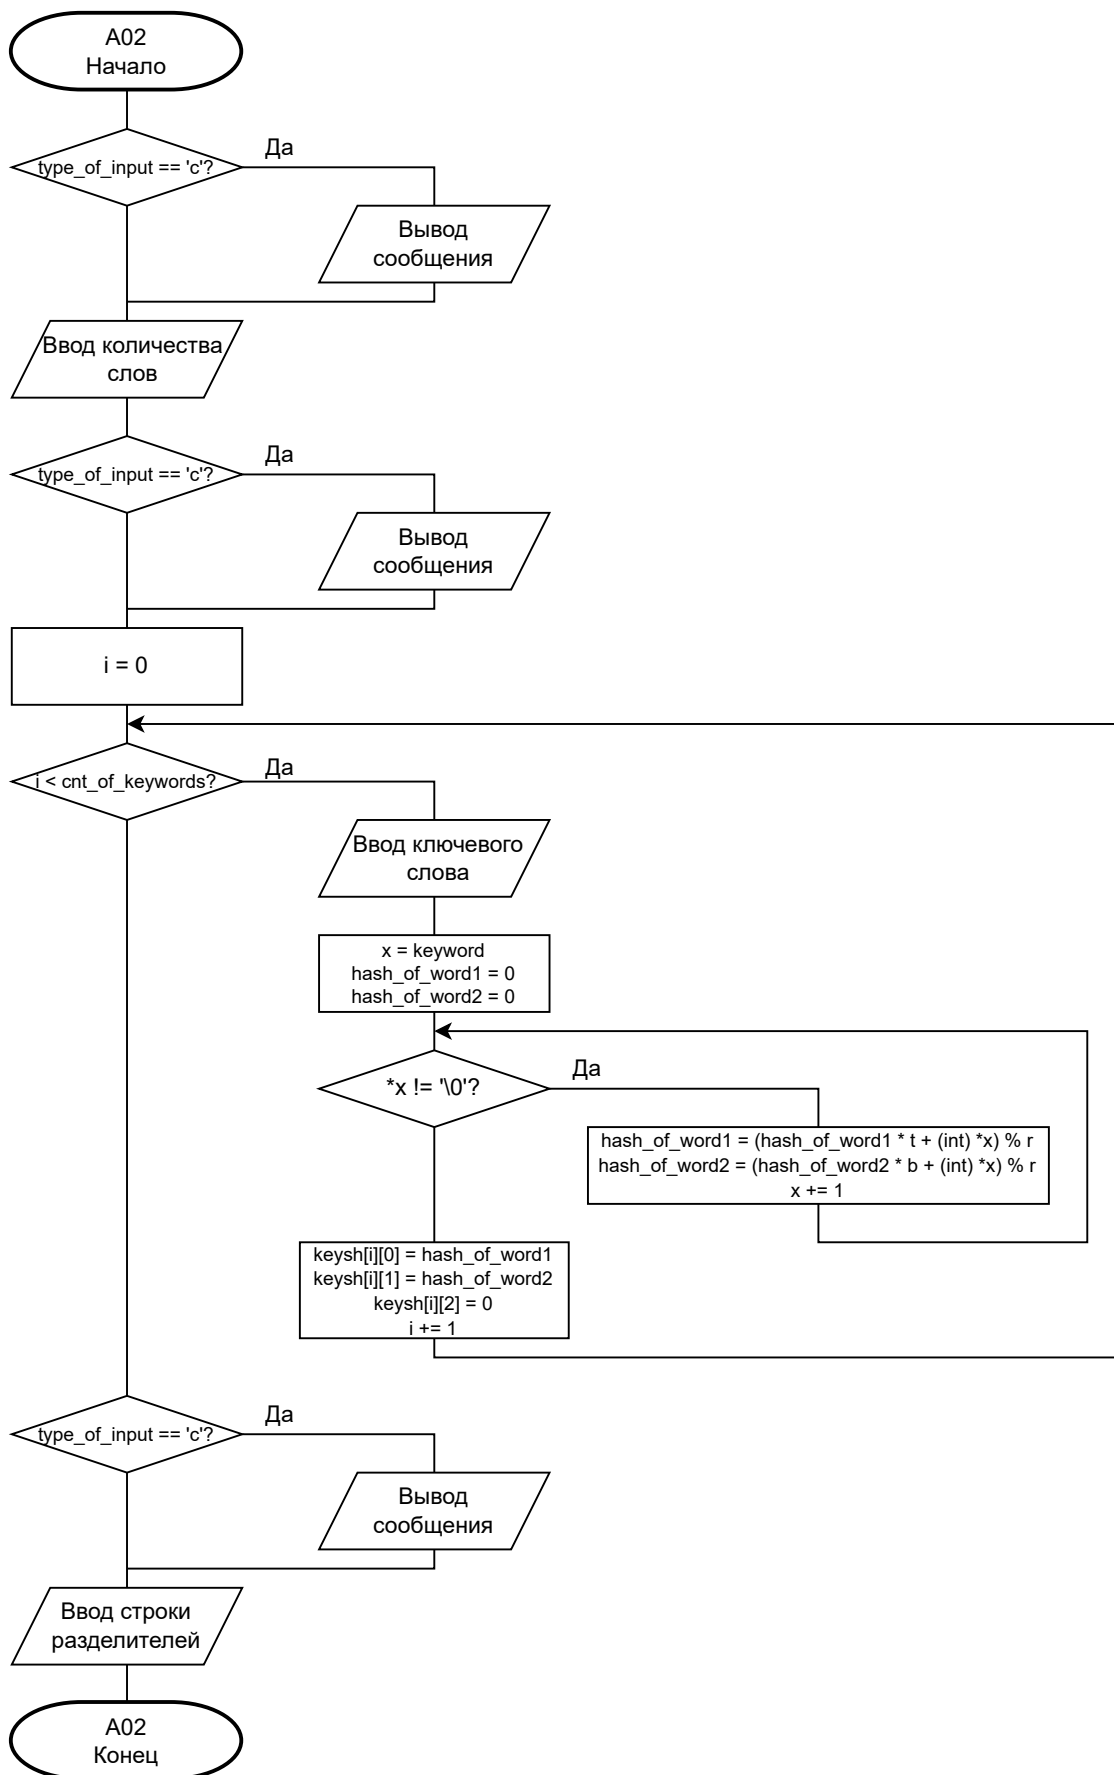 A02
Начало
type_of_input == 'c'?
Да
Вывод
сообщения
Ввод количества
слов
type_of_input == 'c'?
Да
Вывод
сообщения
i = 0
i < cnt_of_keywords?
Да
Ввод ключевого
слова
x = keyword
hash_of_word1 = 0
hash_of_word2 = 0
*x != '\0'?
Да
hash_of_word1 = (hash_of_word1 * t + (int) *x) % r
hash_of_word2 = (hash_of_word2 * b + (int) *x) % r
x += 1
keysh[i][0] = hash_of_word1
keysh[i][1] = hash_of_word2
keysh[i][2] = 0
i += 1
type_of_input == 'c'?
Да
Вывод
сообщения
Ввод строки
разделителей
A02
Конец